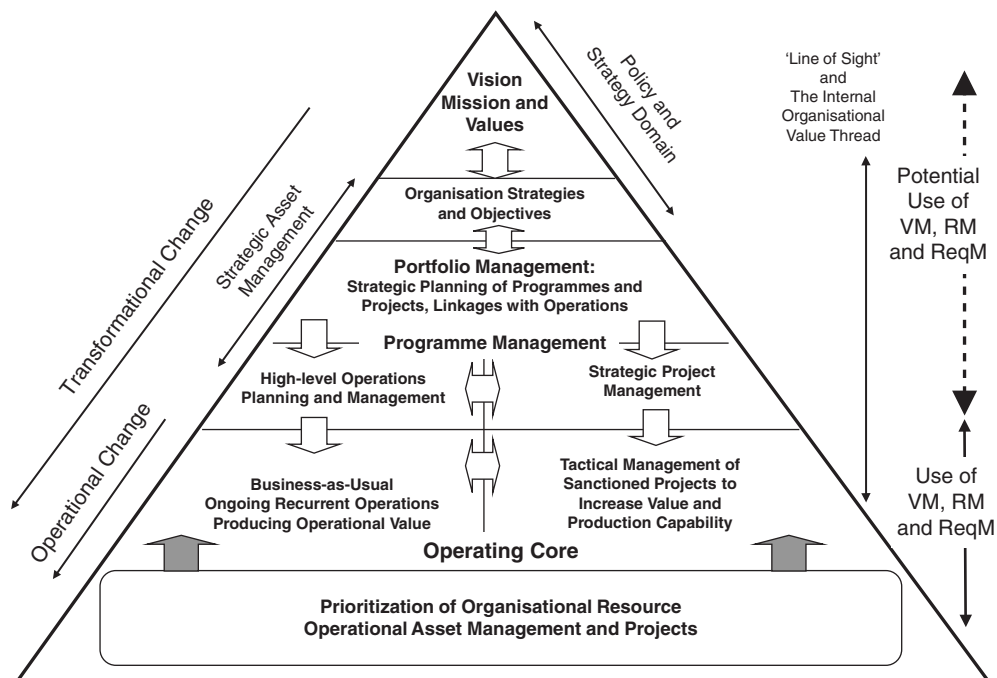 Vision
Mission and
Values
Organisation Strategies
and Objectives
Portfolio Management:
Strategic Planning of Programmes and
Projects, Linkages with Operations
Programme Management
High-level Operations
Planning and Management
Strategic Project
Management
Business-as-Usual
Ongoing Recurrent Operations
Producing Operational Value
Tactical Management of
Sanctioned Projects to
Increase Value and
Production Capability
Operating Core
Prioritization of Organisational Resource
Operational Asset Management and Projects
Transformational Change
Strategic Asset
Management
Operational Change
Policy and
Strategy Domain
‘Line of Sight’
and
The Internal
Organisational
Value Thread
Potential
Use of
VM, RM
and ReqM
Use of
VM, RM
and ReqM